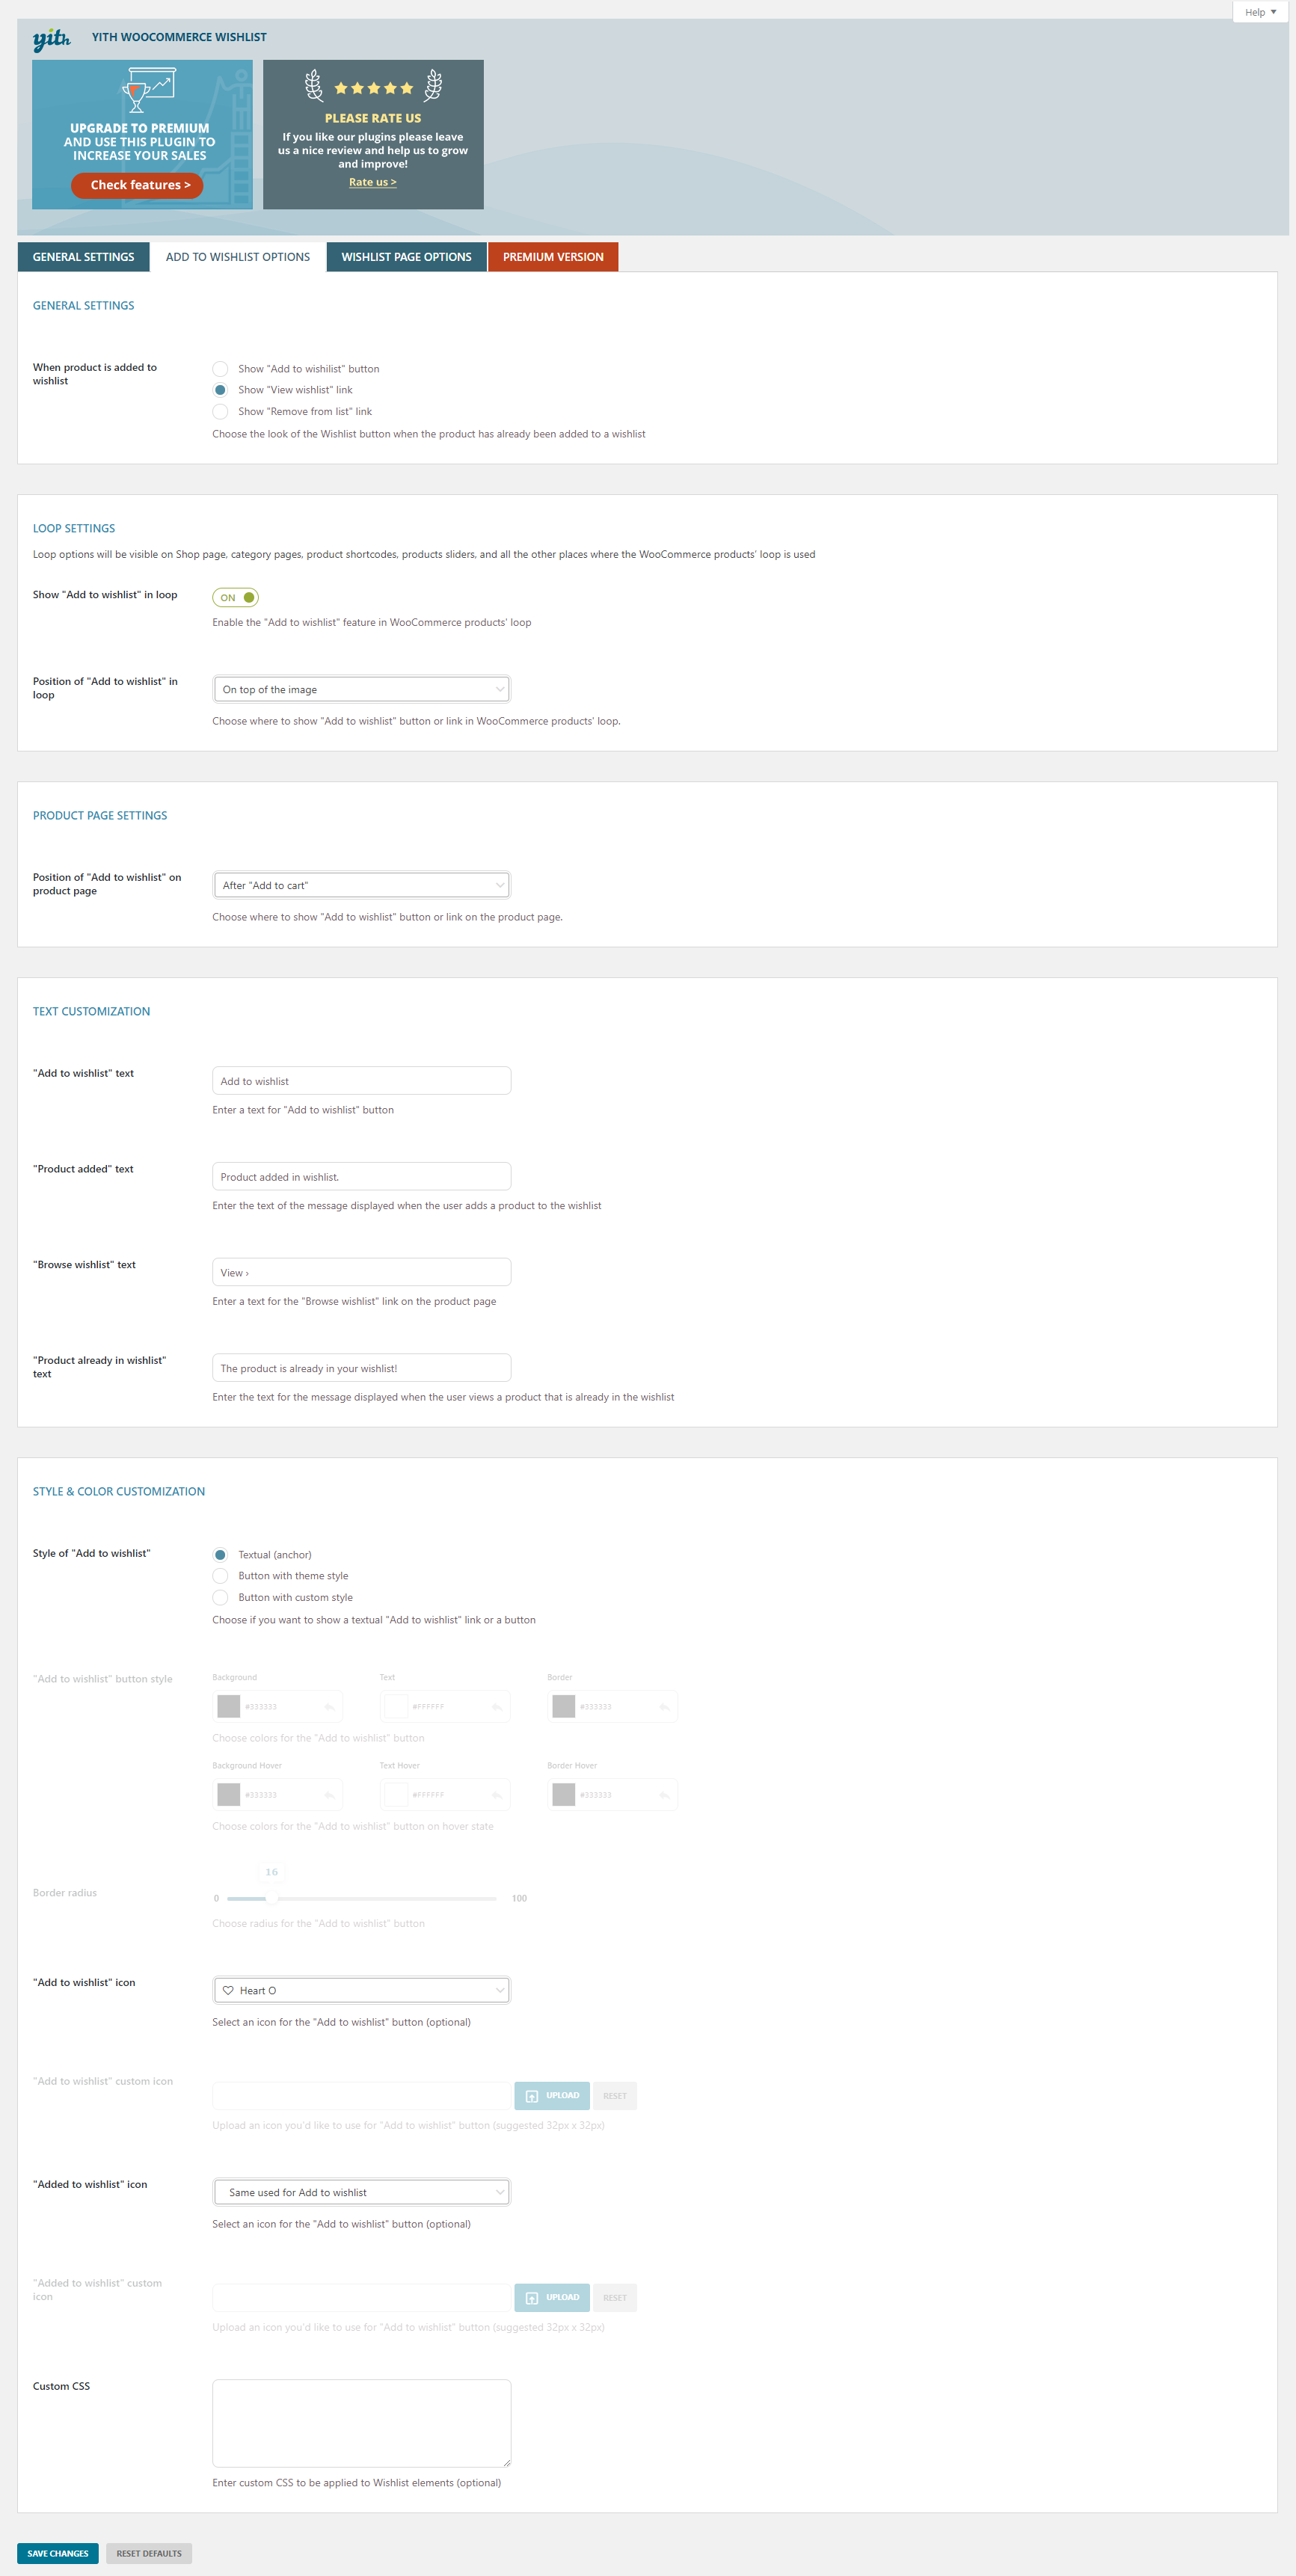 Help
yith
YITH WOOCOMMERCE WISHLIST
UPGRADE TO PREMIUM
AND USE THIS PLUGIN TO
INCREASE YOUR SALES
Check features >
PLEASE RATE US
If you like our plugins please leave
us a nice review and help us to grow
and improve!
Rate us >
GENERAL SETTINGS
ADD TO WISHLIST OPTIONS
WISHLIST PAGE OPTIONS
PREMIUM VERSION
GENERAL SETTINGS
When product is added to
wishlist
Show "Add to wishilist" button
Show "View wishlist" link
Show "Remove from list" link
Choose the look of the Wishlist button when the product has already been added to a wishlist
LOOP SETTINGS
Loop options will be visible on Shop page, category pages, product shortcodes, products sliders, and all the other places where the WooCommerce products' loop is used
Show "Add to wishlist" in loop
ON
Enable the "Add to wishlist" feature in WooCommerce products' loop
Position of "Add to wishlist" in
loop
On top of the image
Choose where to show "Add to wishlist" button or link in WooCommerce products' loop.
PRODUCT PAGE SETTINGS
Position of "Add to wishlist" on
product page
After "Add to cart"
Choose where to show "Add to wishlist" button or link on the product page.
TEXT CUSTOMIZATION
"Add to wishlist" text
Add to wishlist
Enter a text for "Add to wishlist" button
"Product added" text
Product added in wishlist.
Enter the text of the message displayed when the user adds a product to the wishlist
"Browse wishlist" text
View ›
Enter a text for the "Browse wishlist" link on the product page
"Product already in wishlist"
text
The product is already in your wishlist!
Enter the text for the message displayed when the user views a product that is already in the wishlist
STYLE & COLOR CUSTOMIZATION
Style of "Add to wishlist"
Textual (anchor)
Button with theme style
Button with custom style
Choose if you want to show a textual "Add to wishlist" link or a button
"Add to wishlist" button style
Background
Text
Border
#333333
#FFFFFF
#333333
Choose colors for the "Add to wishlist" button
Background Hover
Text Hover
Border Hover
#333333
#FFFFFF
#333333
Choose colors for the "Add to wishlist" button on hover state
16
Border radius
0
100
Choose radius for the "Add to wishlist" button
"Add to wishlist" icon
Heart O
Select an icon for the "Add to wishlist" button (optional)
"Add to wishlist" custom icon
UPLOAD
RESET
Upload an icon you'd like to use for "Add to wishlist" button (suggested 32px x 32px)
"Added to wishlist" icon
Same used for Add to wishlist
Select an icon for the "Add to wishlist" button (optional)
"Added to wishlist" custom
icon
UPLOAD
RESET
Upload an icon you'd like to use for "Add to wishlist" button (suggested 32px x 32px)
Custom CSS
Enter custom CSS to be applied to Wishlist elements (optional)
SAVE CHANGES
RESET DEFAULTS